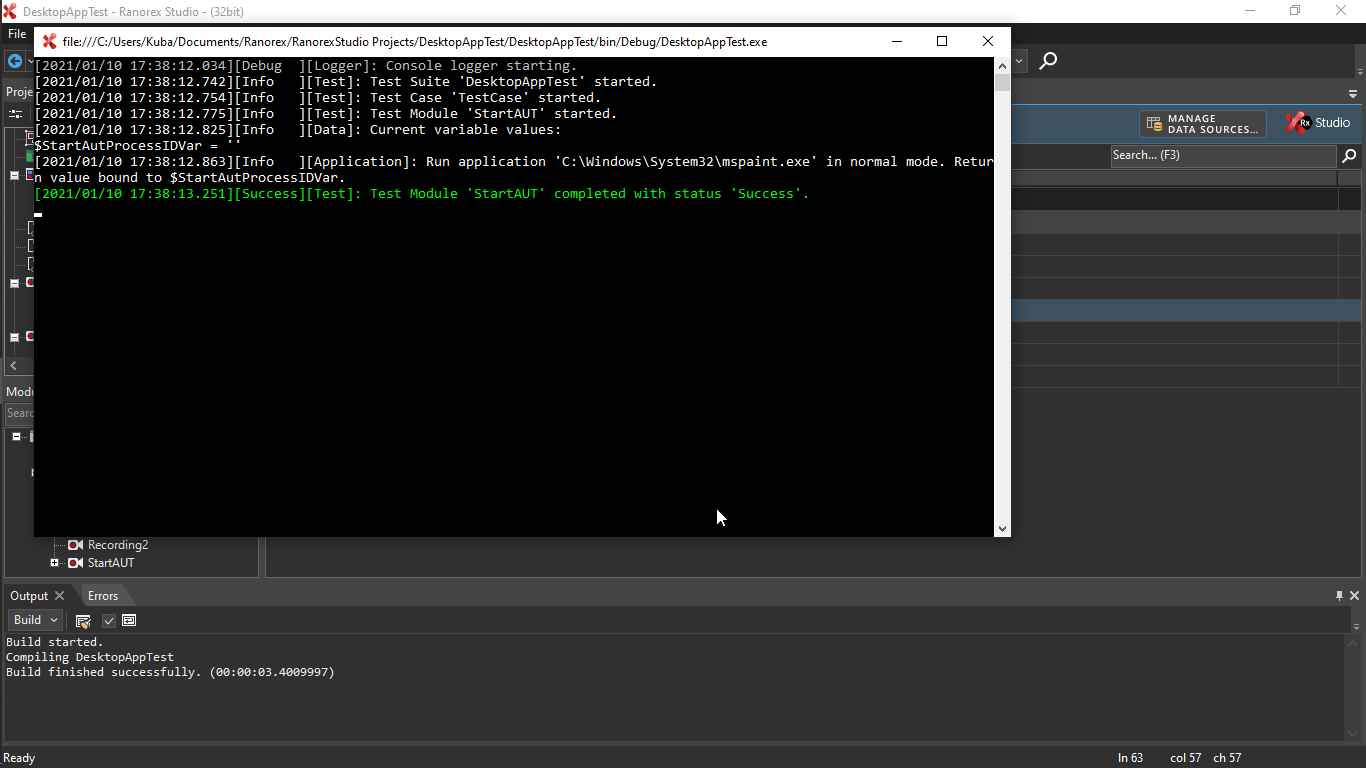 DesktopAppTest - Ranorex Studio - (32bit)
File
file:///C:/Users/Kuba/Documents/Ranorex/RanorexStudio Projects/DesktopAppTest/DesktopAppTest/bin/Debug/DesktopAppTest.exe
[2021/01/10 17:38:12.034][Debug  ][Logger]: Console logger starting.
[2021/01/10 17:38:12.742][Info   ][Test]: Test Suite 'DesktopAppTest' started.
[2021/01/10 17:38:12.754][Info   ][Test]: Test Case 'TestCase' started.
[2021/01/10 17:38:12.775][Info   ][Test]: Test Module 'StartAUT' started.
[2021/01/10 17:38:12.825][Info   ][Data]: Current variable values:
$StartAutProcessIDVar = ''
[2021/01/10 17:38:12.863][Info   ][Application]: Run application 'C:\Windows\System32\mspaint.exe' in normal mode. Retur
n value bound to $StartAutProcessIDVar.
[2021/01/10 17:38:13.251][Success][Test]: Test Module 'StartAUT' completed with status 'Success'.
Proje
MANAGE
DATA SOURCES...
Rx Studio
Search... (F3)
Modu
Searc
Recording2
StartAUT
Output
Errors
Build
Build started.
Compiling DesktopAppTest
Build finished successfully. (00:00:03.4009997)
Ready
ln 63
col 57
ch 57